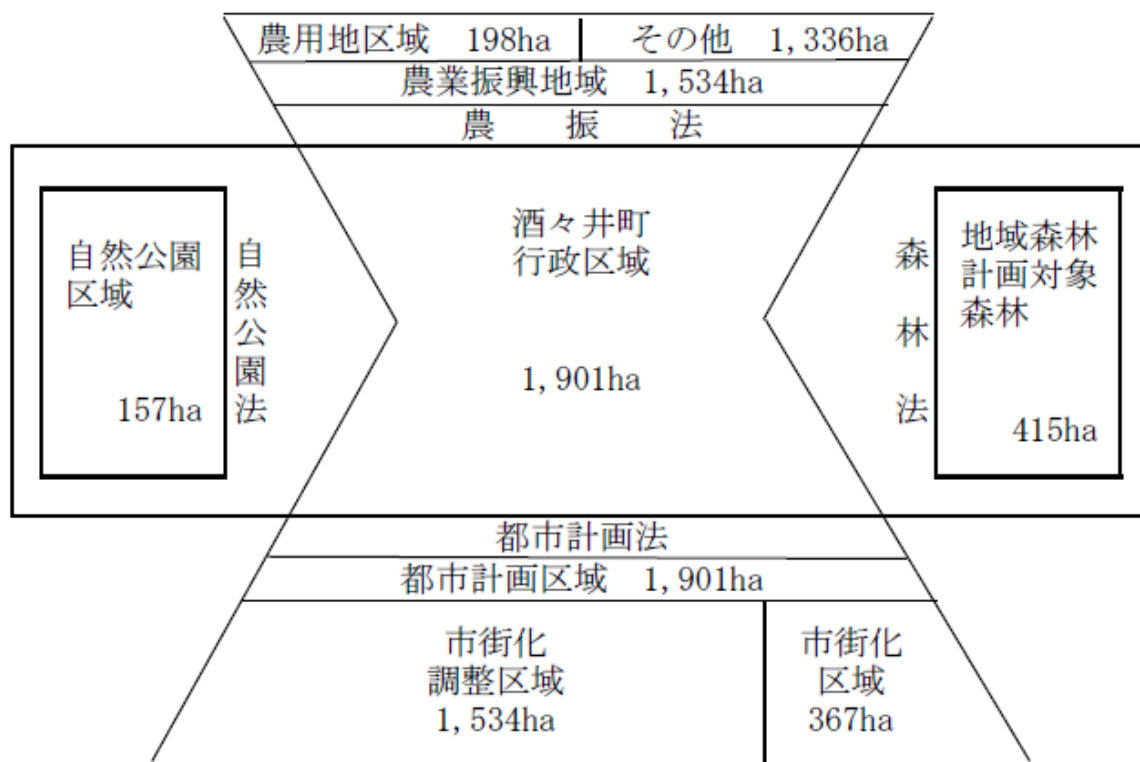 農用地区域 198ha その他 1,336ha
農業振興地域 1,534ha
農振法
酒々井町
行政区域
1,901ha
自然公園
区域
157ha
自然公園法
森林法
地域森林
計画対象
森林
415ha
都市計画法
都市計画区域 1,901ha
市街化
調整区域
1,534ha
市街化
区域
367ha